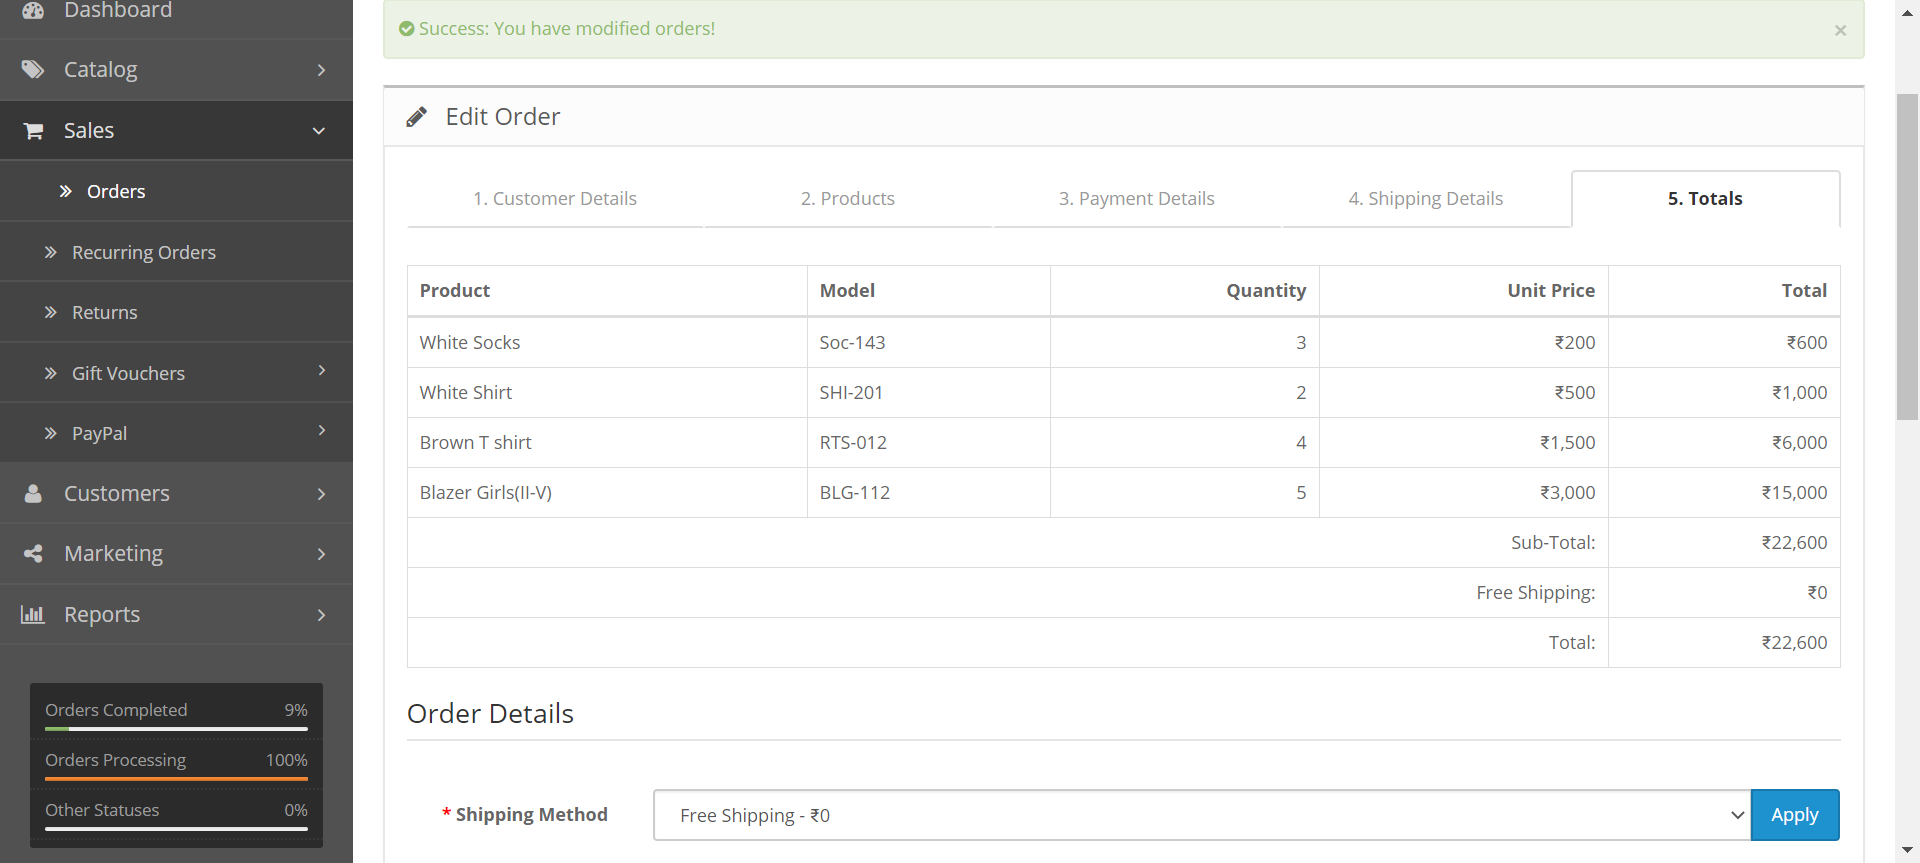 Dashboard
Catalog
Sales
Orders
Recurring Orders
Returns
Gift Vouchers
PayPal
Customers
Marketing
Reports
Orders Completed 9%
Orders Processing 100%
Other Statuses 0%
Success: You have modified orders! ×
Edit Order
1. Customer Details 2. Products 3. Payment Details 4. Shipping Details 5. Totals
Product Model Quantity Unit Price Total
White Socks Soc-143 3 ₹200 ₹600
White Shirt SHI-201 2 ₹500 ₹1,000
Brown T shirt RTS-012 4 ₹1,500 ₹6,000
Blazer Girls(II-V) BLG-112 5 ₹3,000 ₹15,000
Sub-Total: ₹22,600
Free Shipping: ₹0
Total: ₹22,600
Order Details
* Shipping Method Free Shipping - ₹0 Apply